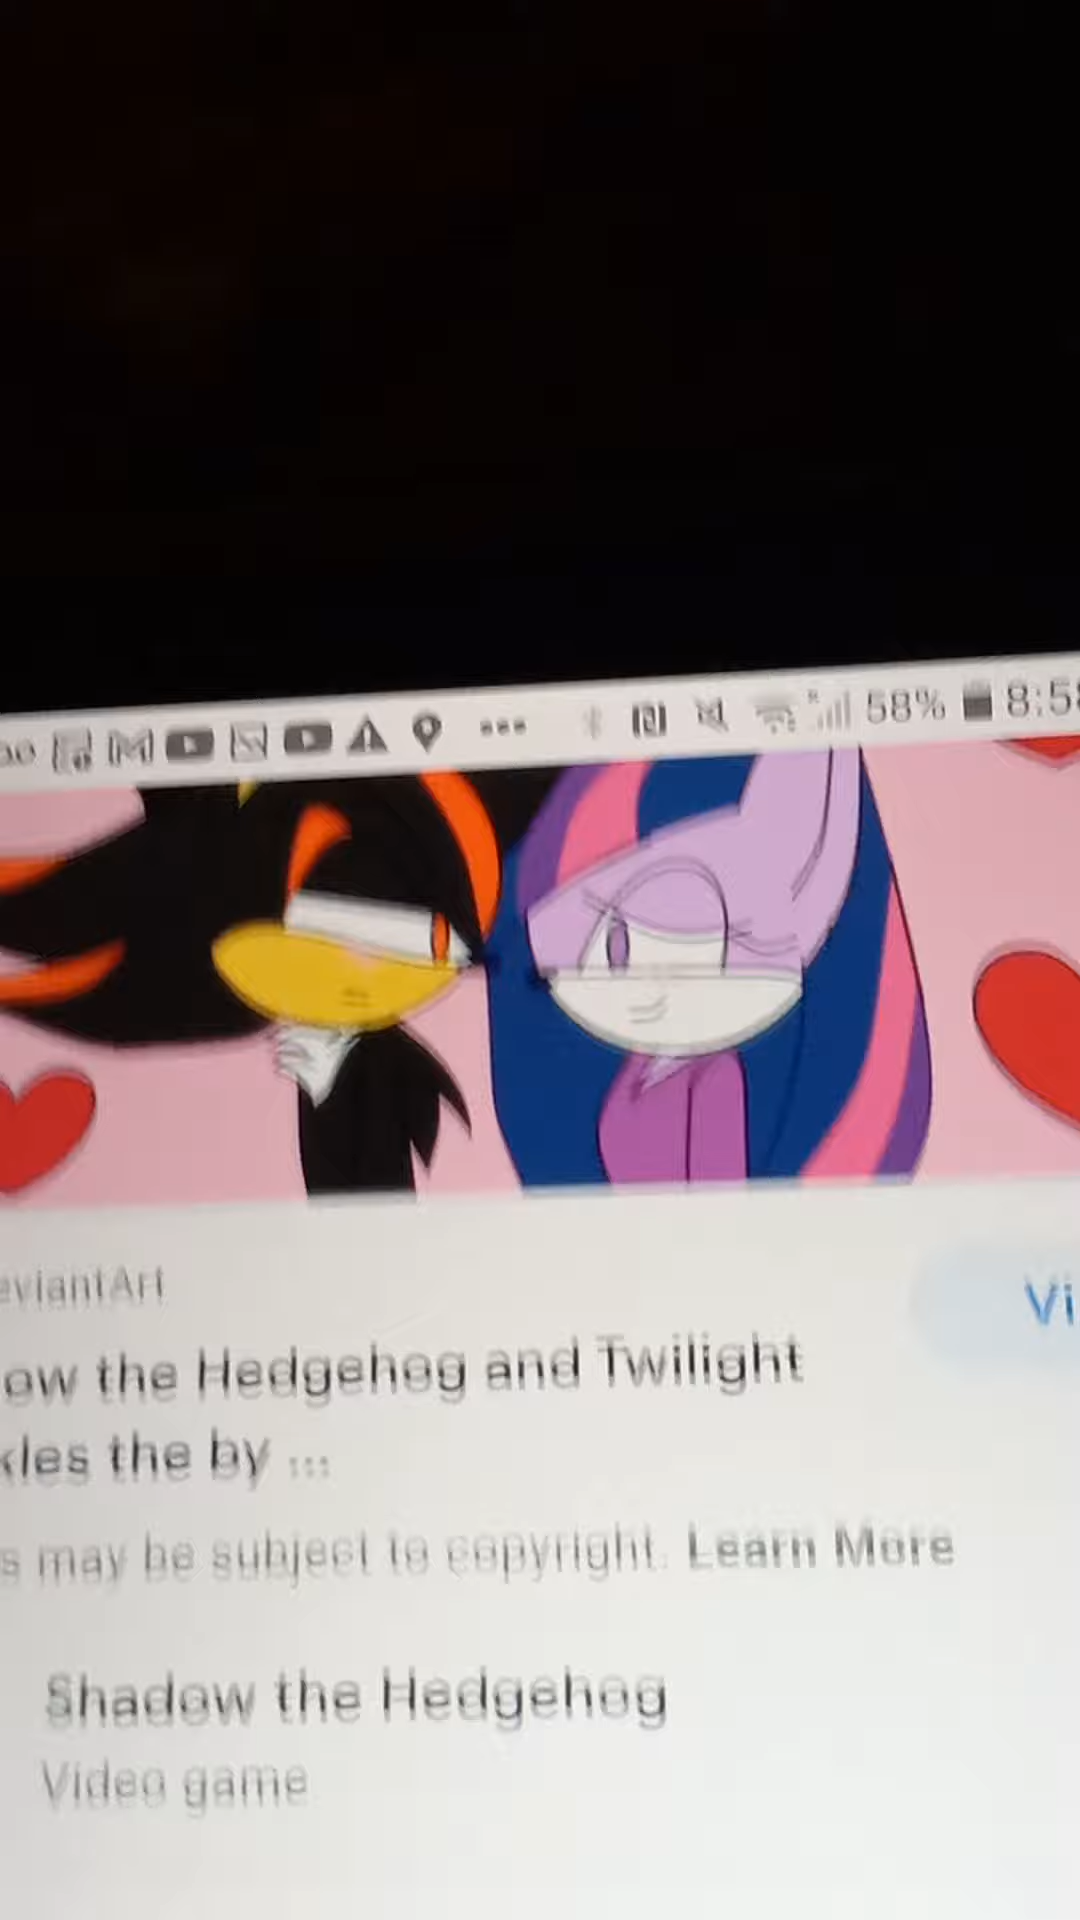 58% 8:58
eviantArt
Vi
ow the Hedgehog and Twilight
kles the by ...
s may be subject to copyright. Learn More
Shadow the Hedgehog
Video game